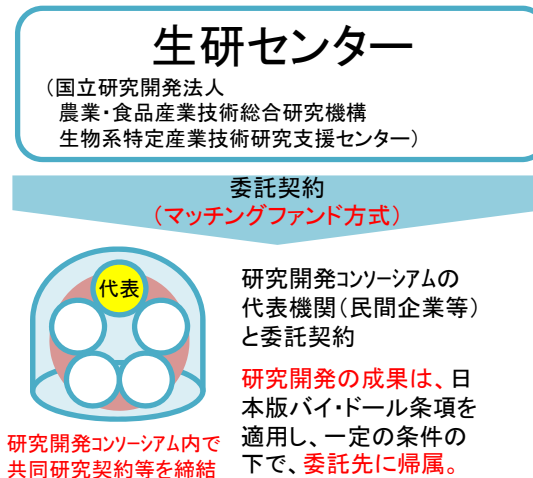 生研センター
（国立研究開発法人
農業・食品産業技術総合研究機構
生物系特定産業技術研究支援センター）
委託契約
（マッチングファンド方式）
代表
研究開発ｺﾝｿｰｼｱﾑの
代表機関（民間企業等）
と委託契約
研究開発の成果は、日
本版バイ・ドール条項を
適用し、一定の条件の
下で、委託先に帰属。
研究開発ｺﾝｿｰｼｱﾑ内で
共同研究契約等を締結